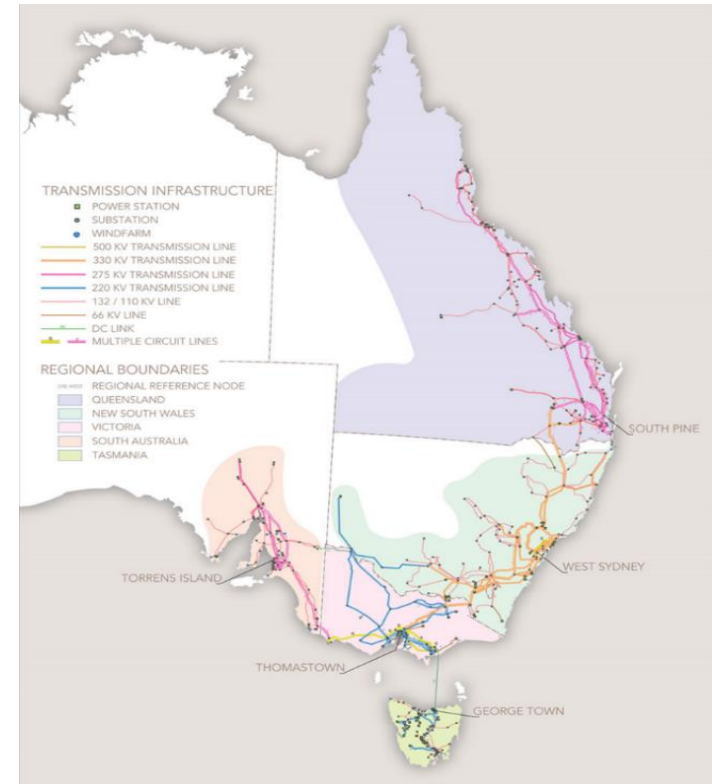 TRANSMISSION INFRASTRUCTURE
POWER STATION
SUBSTATION
WINDFARM
500 KV TRANSMISSION LINE
330 KV TRANSMISSION LINE
275 KV TRANSMISSION LINE
220 KV TRANSMISSION LINE
132 / 110 KV LINE
66 KV LINE
DC LINK
MULTIPLE CIRCUIT LINES
REGIONAL BOUNDARIES
REGIONAL REFERENCE NODE
QUEENSLAND
NEW SOUTH WALES
VICTORIA
SOUTH AUSTRALIA
TASMANIA
SOUTH PINE
WEST SYDNEY
TORRENS ISLAND
THOMASTOWN
GEORGE TOWN